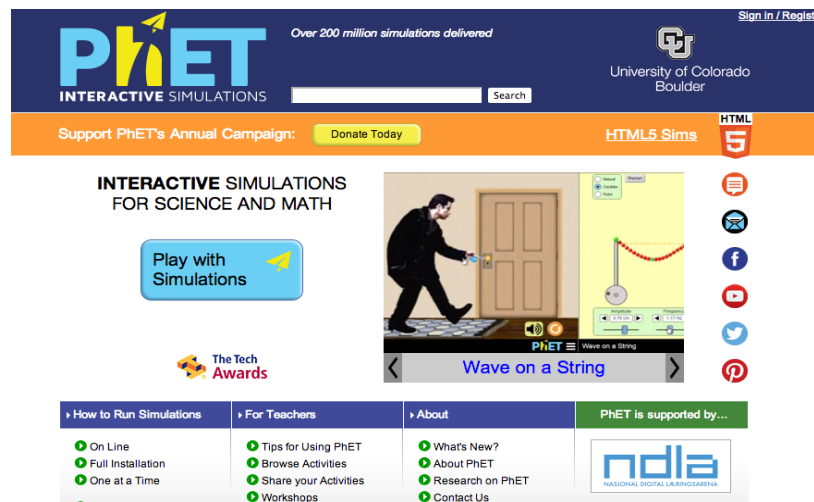 Sign in / Regist
Over 200 million simulations delivered
PhET
INTERACTIVE SIMULATIONS
Search
University of Colorado
Boulder
Support PhET's Annual Campaign:
Donate Today
HTML5 Sims
HTML
5
INTERACTIVE SIMULATIONS
FOR SCIENCE AND MATH
Play with
Simulations
Manual
Restart
Oscillate
Pulse
Amplitude
Frequency
0.75 cm
PhET
Wave on a String
Wave on a String
The Tech
Awards
How to Run Simulations
On Line
Full Installation
One at a Time
For Teachers
Tips for Using PhET
Browse Activities
Share your Activities
Workshops
About
What's New?
About PhET
Research on PhET
Contact Us
PhET is supported by...
ndla
NASJONAL DIGITAL LÆRINGSARENA